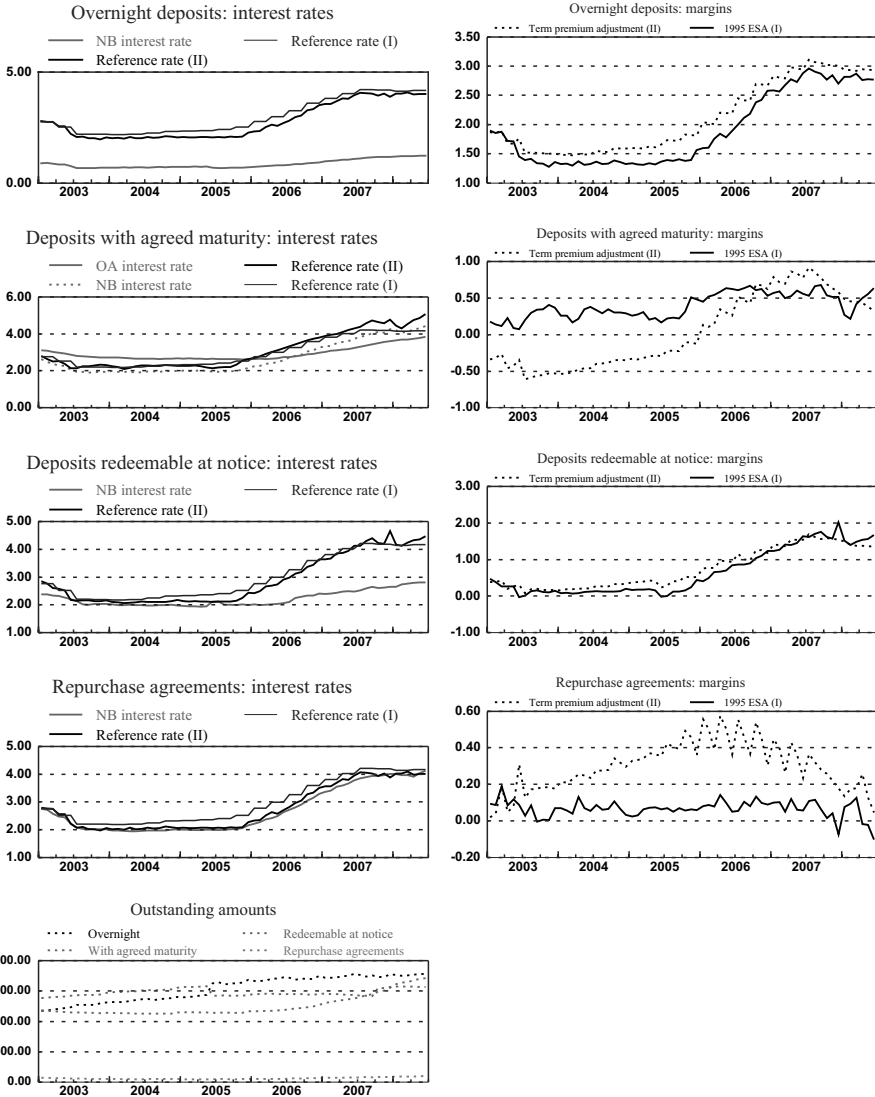 Overnight deposits: interest rates
NB interest rate
Reference rate (I)
Reference rate (II)
5.00
0.00
2003 2004 2005 2006 2007
Overnight deposits: margins
Term premium adjustment (II)
1995 ESA (I)
3.50
3.00
2.50
2.00
1.50
1.00
2003 2004 2005 2006 2007
Deposits with agreed maturity: interest rates
OA interest rate
Reference rate (II)
NB interest rate
Reference rate (I)
6.00
4.00
2.00
0.00
2003 2004 2005 2006 2007
Deposits with agreed maturity: margins
Term premium adjustment (II)
1995 ESA (I)
1.00
0.50
0.00
-0.50
-1.00
2003 2004 2005 2006 2007
Deposits redeemable at notice: interest rates
NB interest rate
Reference rate (I)
Reference rate (II)
5.00
4.00
3.00
2.00
1.00
2003 2004 2005 2006 2007
Deposits redeemable at notice: margins
Term premium adjustment (II)
1995 ESA (I)
3.00
2.00
1.00
0.00
-1.00
2003 2004 2005 2006 2007
Repurchase agreements: interest rates
NB interest rate
Reference rate (I)
Reference rate (II)
5.00
4.00
3.00
2.00
1.00
2003 2004 2005 2006 2007
Repurchase agreements: margins
Term premium adjustment (II)
1995 ESA (I)
0.60
0.40
0.20
0.00
-0.20
2003 2004 2005 2006 2007
Outstanding amounts
Overnight
Redeemable at notice
With agreed maturity
Repurchase agreements
00.00
00.00
00.00
00.00
0.00
2003 2004 2005 2006 2007